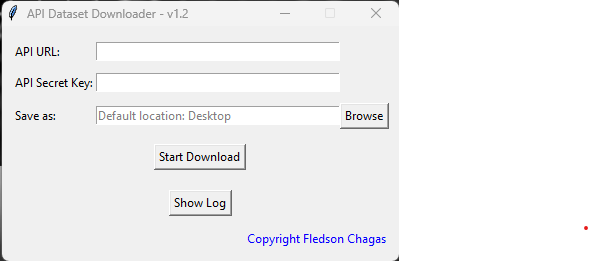 API Dataset Downloader - v1.2
API URL:
API Secret Key:
Save as: Default location: Desktop Browse
Start Download
Show Log
Copyright Fledson Chagas